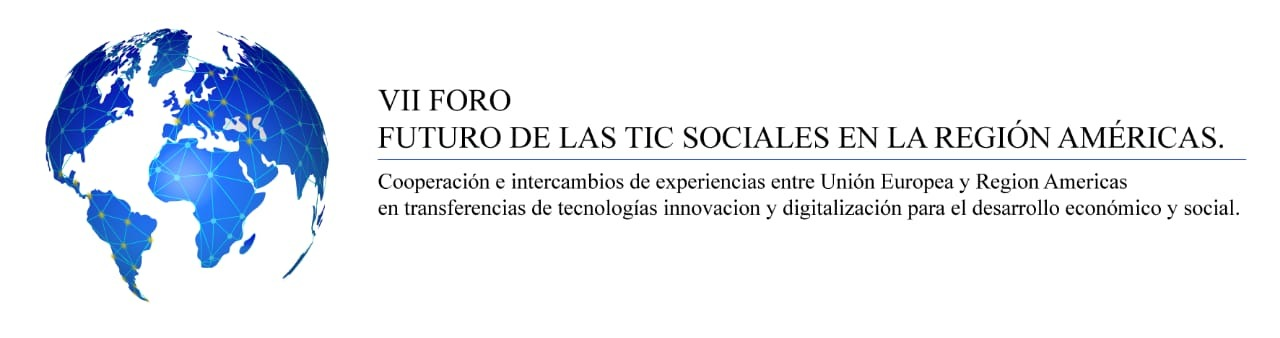 VII FORO
FUTURO DE LAS TIC SOCIALES EN LA REGIÓN AMÉRICAS.
Cooperación e intercambios de experiencias entre Unión Europea y Region Americas
en transferencias de tecnologías innovacion y digitalización para el desarrollo económico y social.